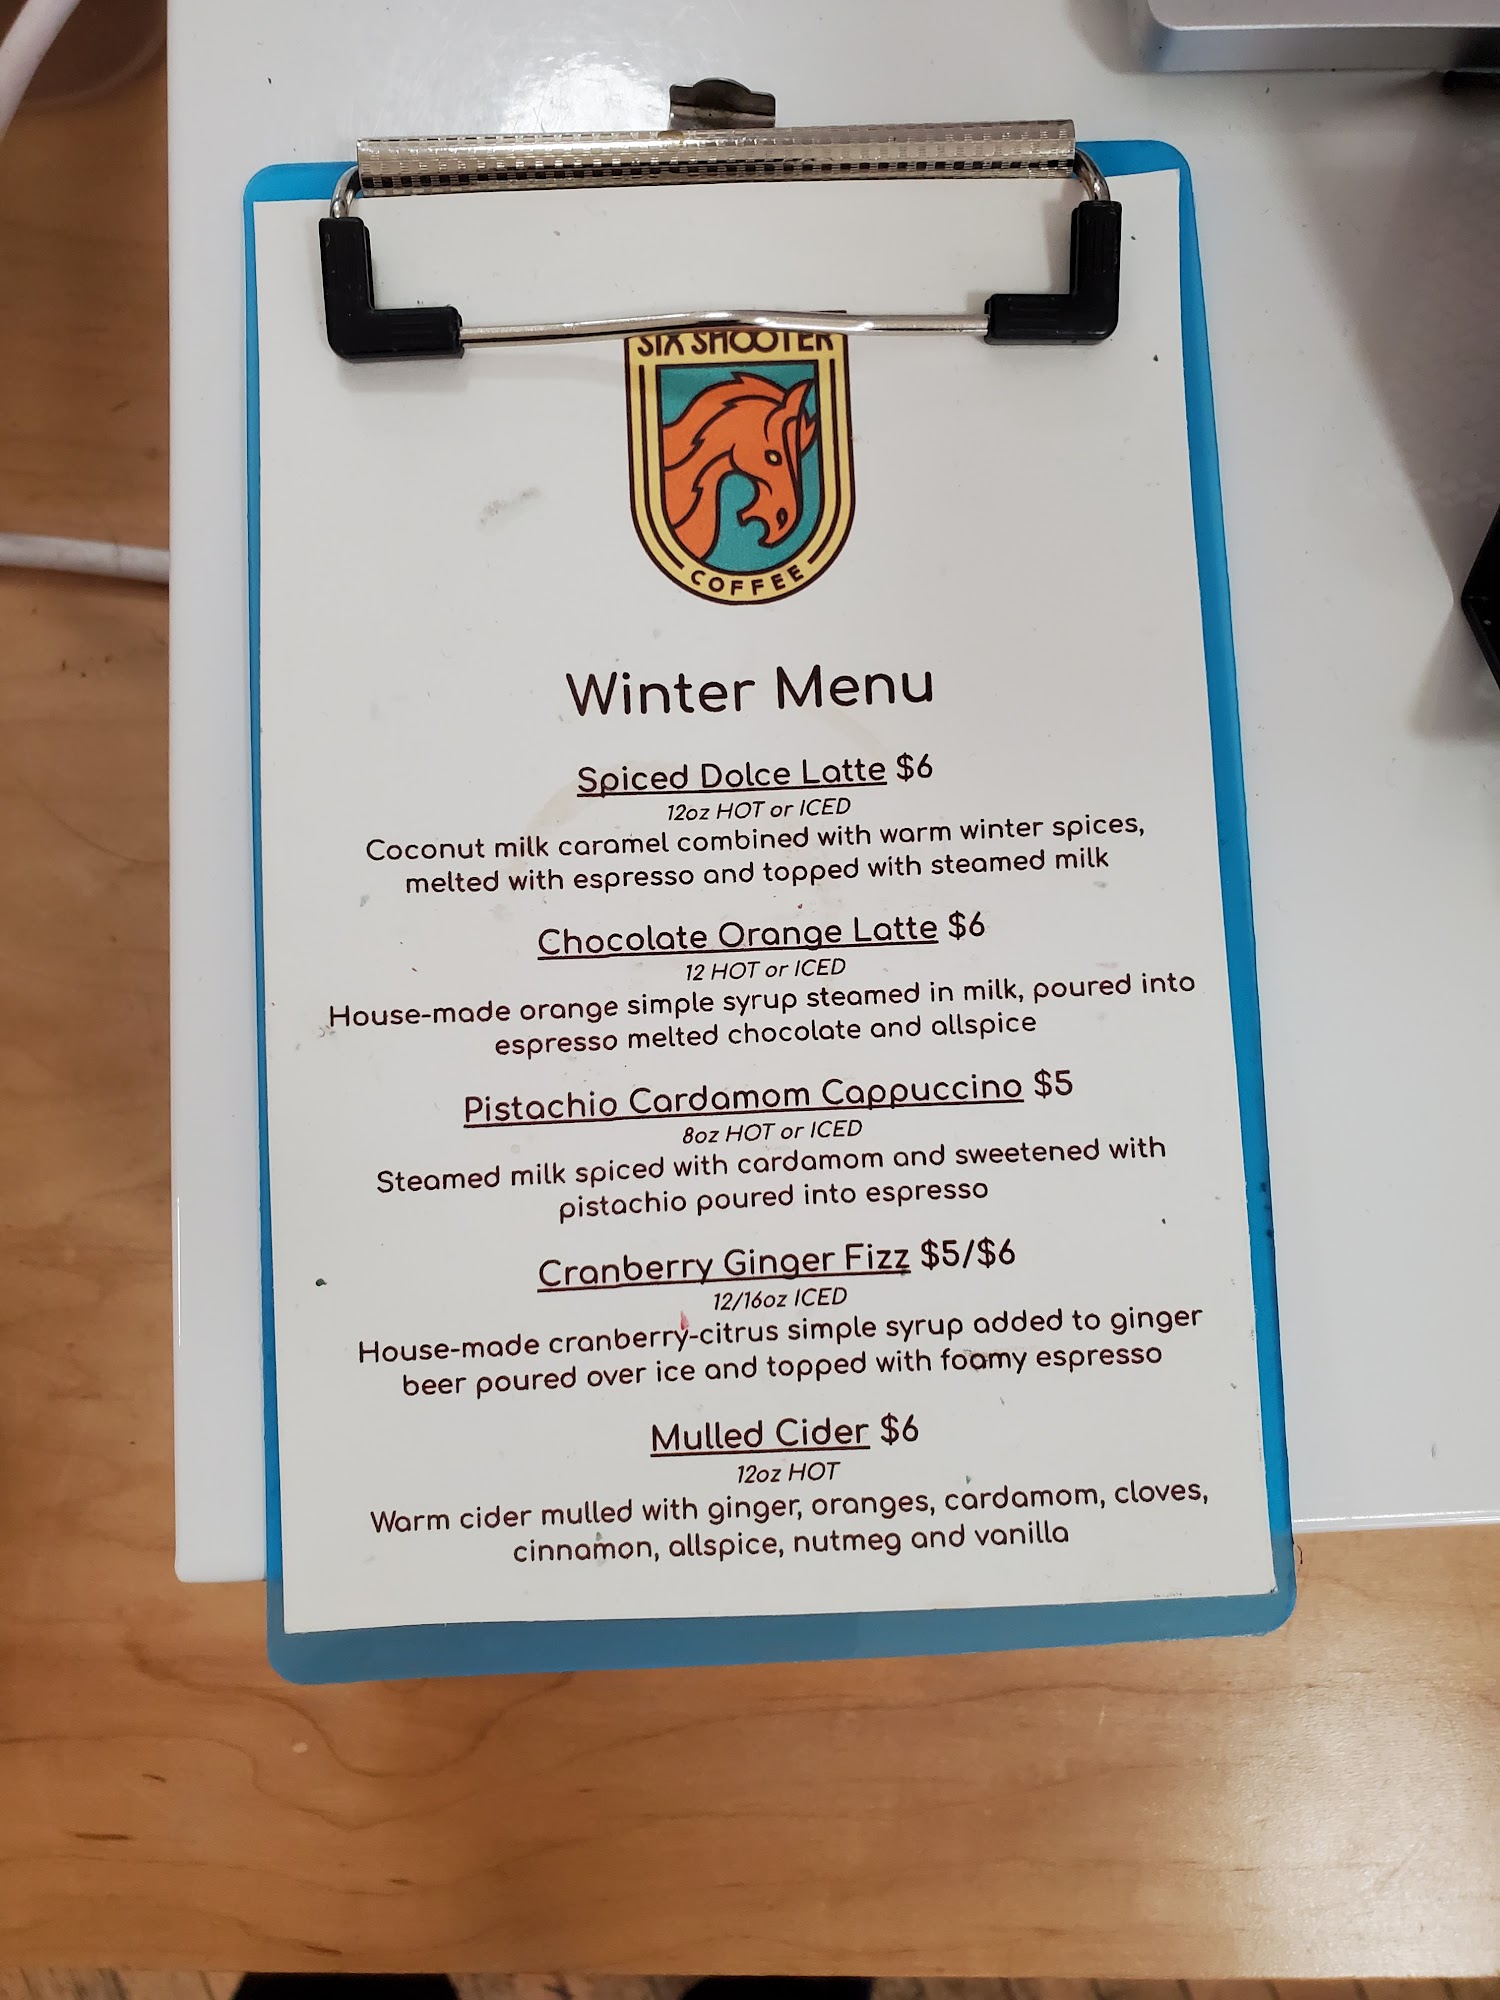 SIX SHOOTER
COFFEE
Winter Menu
Spiced Dolce Latte $6
12oz HOT or ICED
Coconut milk caramel combined with warm winter spices,
melted with espresso and topped with steamed milk
Chocolate Orange Latte $6
12 HOT or ICED
House-made orange simple syrup steamed in milk, poured into
espresso melted chocolate and allspice
Pistachio Cardamom Cappuccino $5
8oz HOT or ICED
Steamed milk spiced with cardamom and sweetened with
pistachio poured into espresso
Cranberry Ginger Fizz $5/$6
12/16oz ICED
House-made cranberry-citrus simple syrup added to ginger
beer poured over ice and topped with foamy espresso
Mulled Cider $6
12oz HOT
Warm cider mulled with ginger, oranges, cardamom, cloves,
cinnamon, allspice, nutmeg and vanilla